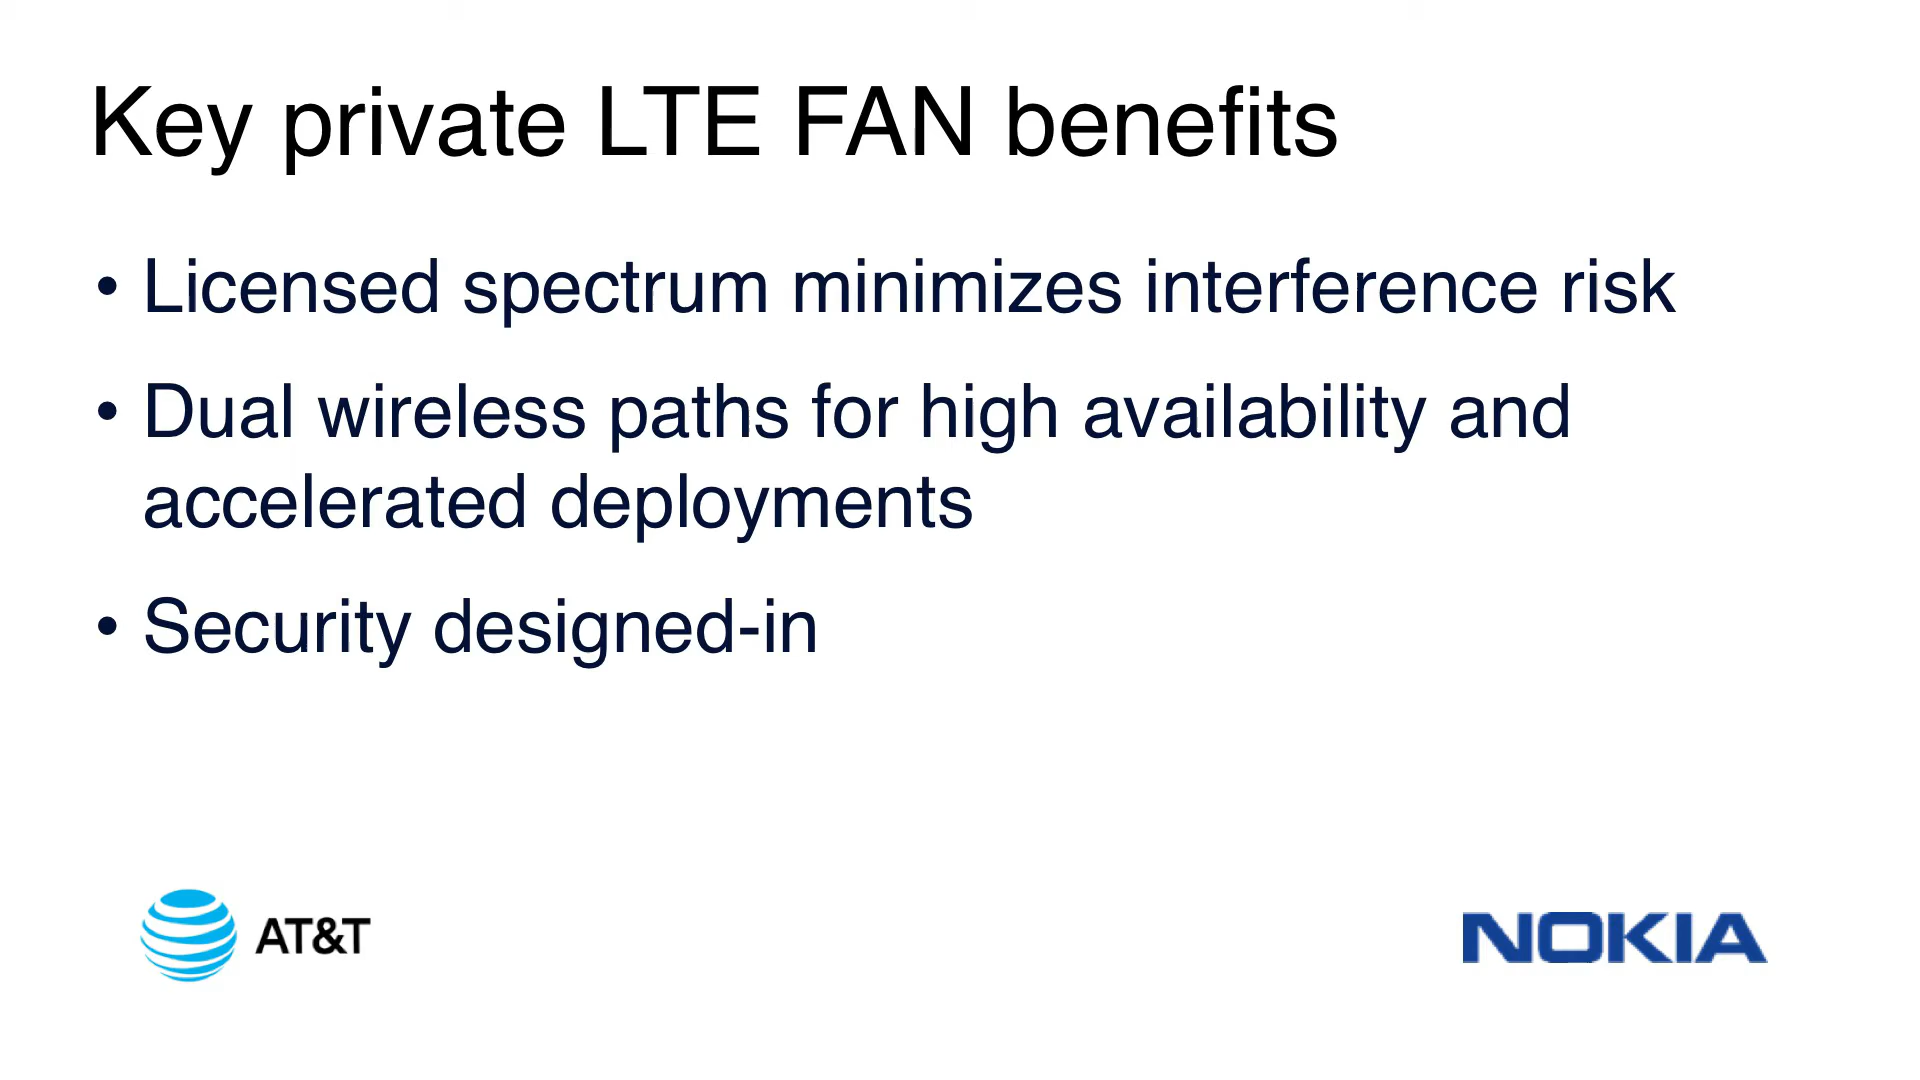 Key private LTE FAN benefits
• Licensed spectrum minimizes interference risk
• Dual wireless paths for high availability and
accelerated deployments
• Security designed-in
AT&T
NOKIA